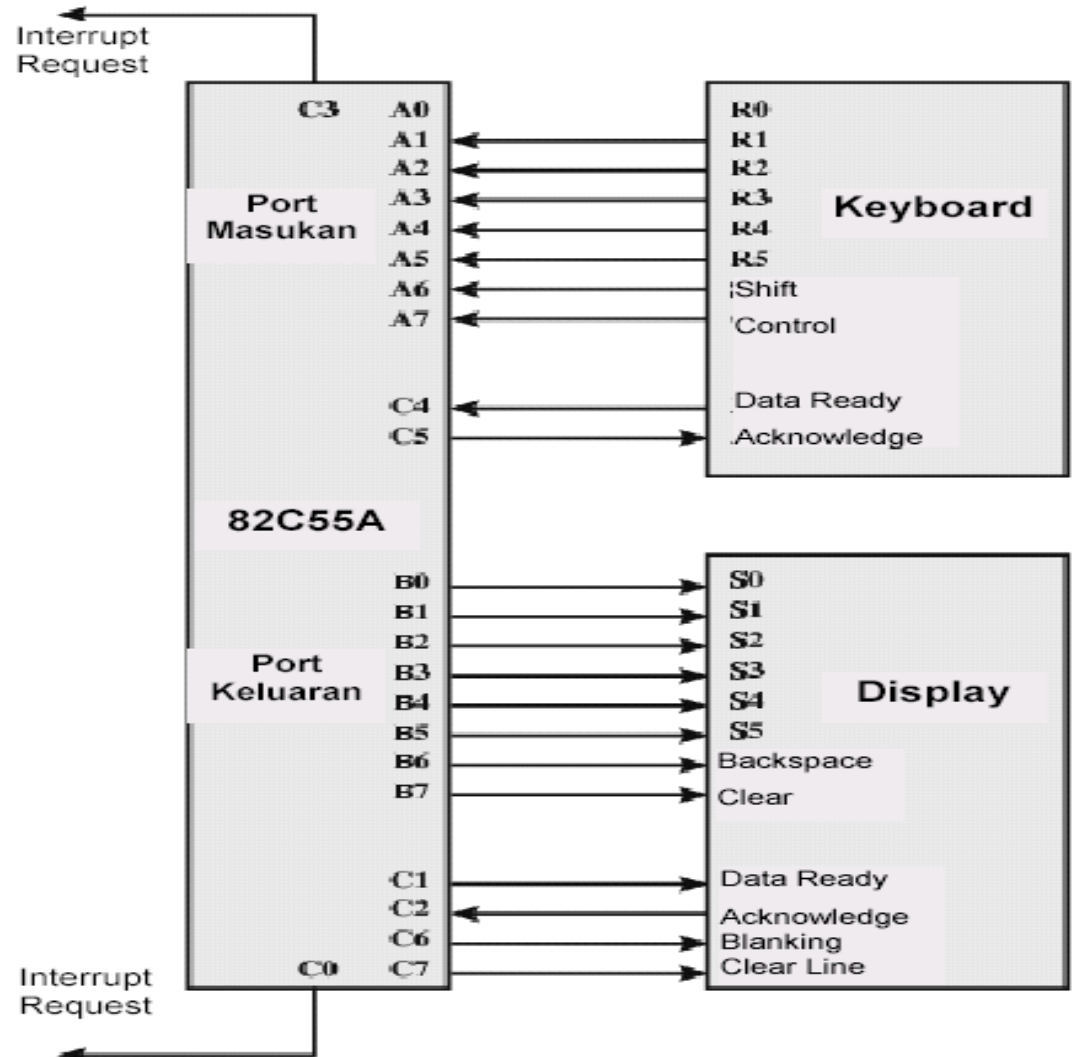 Interrupt
Request
C3 A0
A1
A2
A3
A4
A5
A6
A7
Port
Masukan
C4
C5
82C55A
B0
B1
B2
B3
B4
B5
B6
B7
Port
Keluaran
C1
C2
C6
C0 C7
Interrupt
Request
R0
R1
R2
R3
R4
R5
Shift
Control
Keyboard
Data Ready
Acknowledge
S0
S1
S2
S3
S4
S5
Backspace
Clear
Display
Data Ready
Acknowledge
Blanking
Clear Line